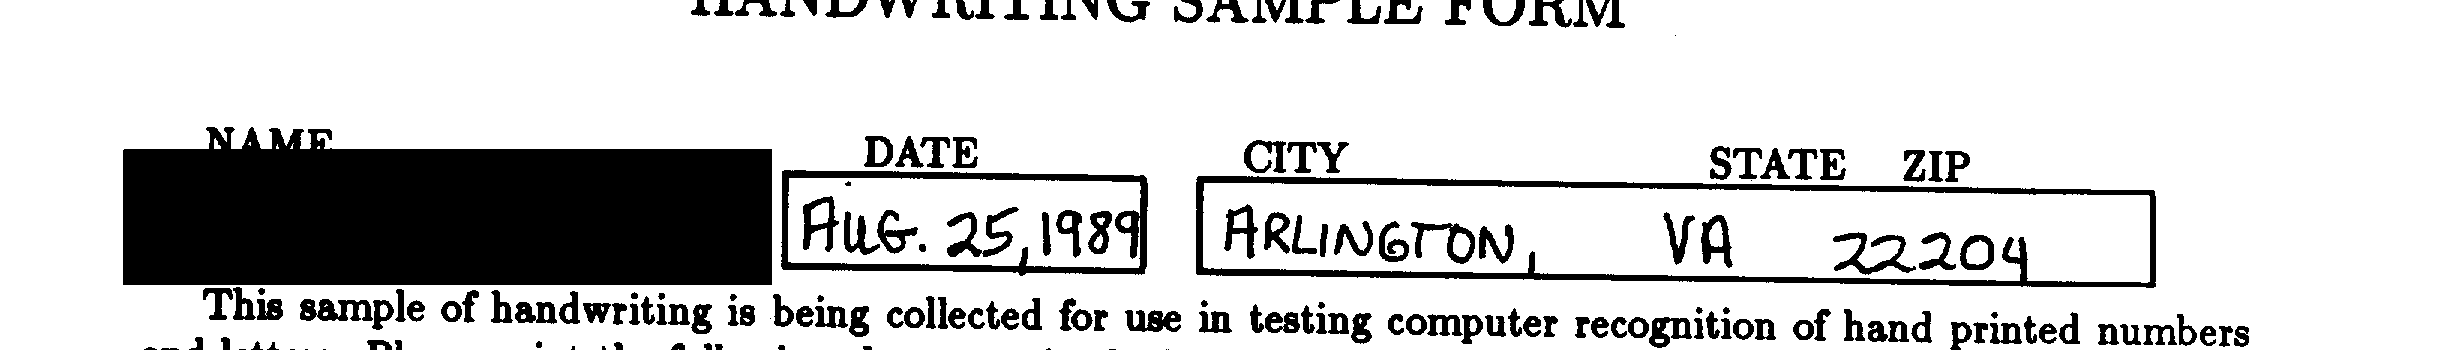 HANDWRITING SAMPLE FORM
NAME DATE CITY STATE ZIP
AUG. 25, 1989 ARLINGTON, VA 22204
This sample of handwriting is being collected for use in testing computer recognition of hand printed numbers